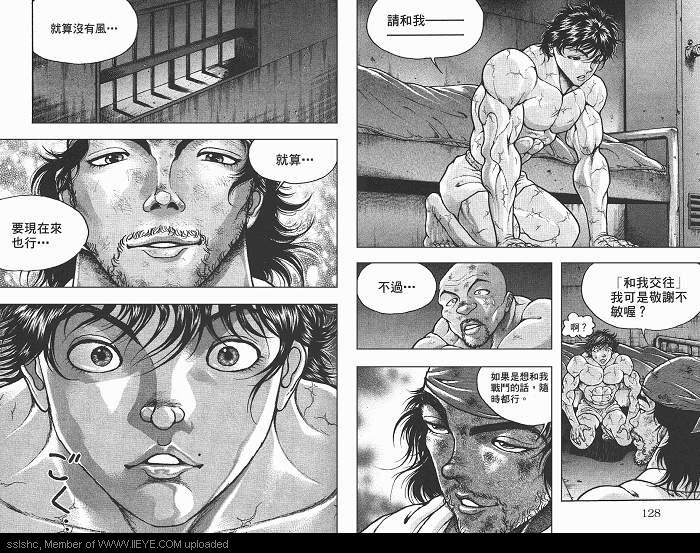 請和我——
「和我交往」
我可是敬謝不
敏喔？
啊？
不過…
如果是想和我
戰鬥的話，隨
時都行。
128
就算沒有風…
就算…
要現在來
也行…
ごく…
sslshc, Member of WWW.IIEYE.COM uploaded